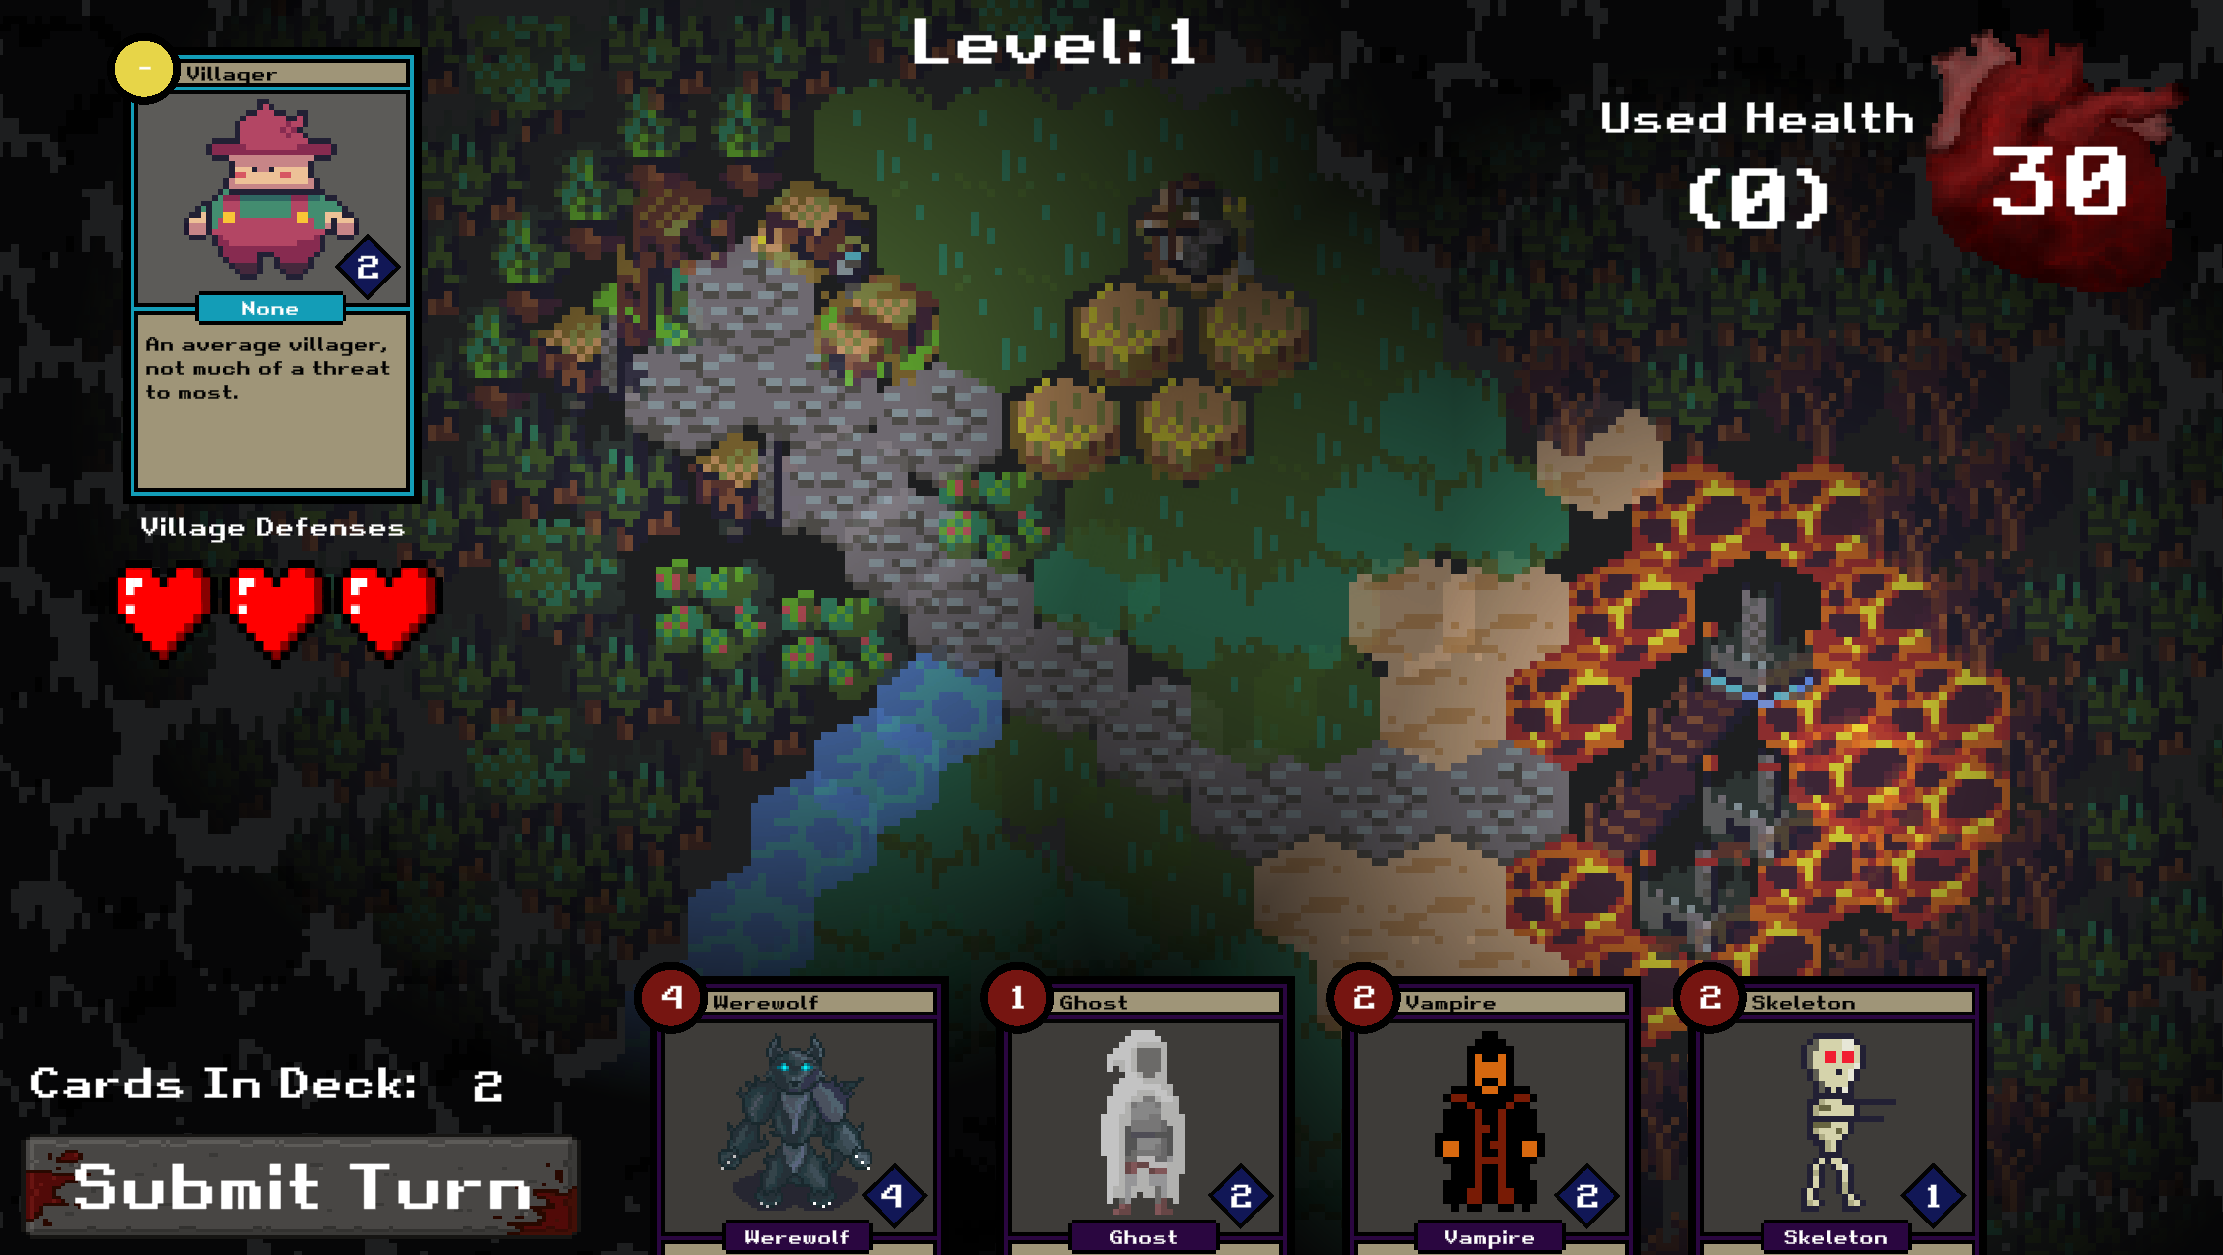 Level: 1
-
Villager
2
None
An average villager,
not much of a threat
to most.
Village Defenses
Used Health
(0)
30
Cards In Deck: 2
Submit Turn
4
Werewolf
4
Werewolf
1
Ghost
2
Ghost
2
Vampire
2
Vampire
2
Skeleton
1
Skeleton